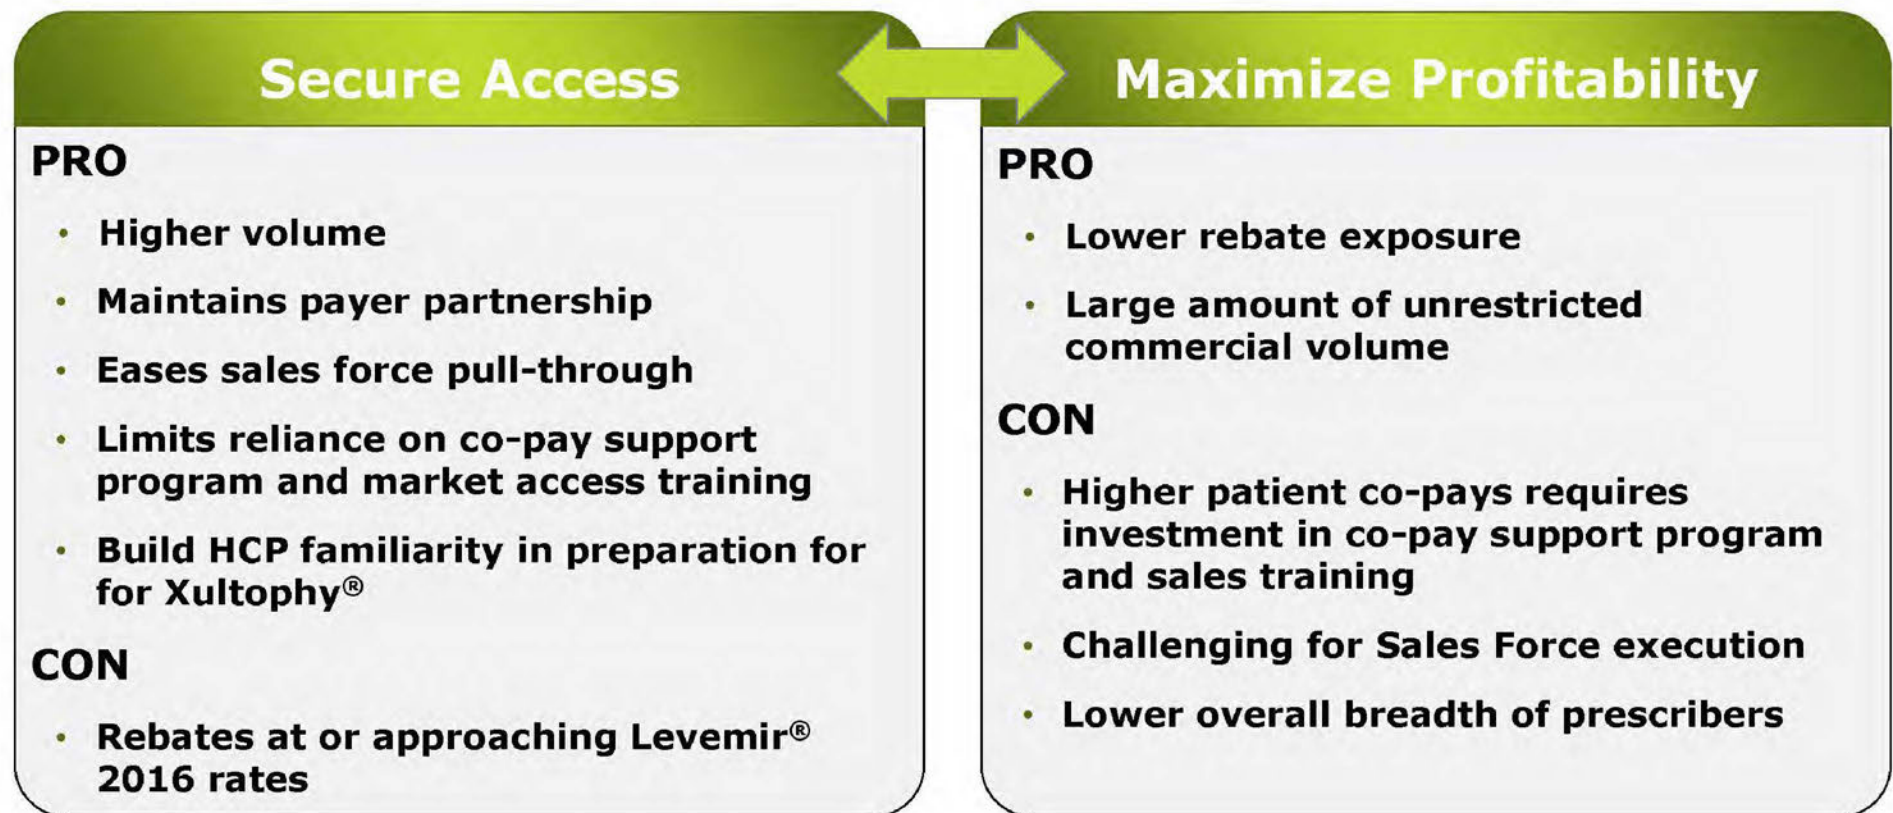 Secure Access
PRO
• Higher volume
• Maintains payer partnership
• Eases sales force pull-through
• Limits reliance on co-pay support
program and market access training
• Build HCP familiarity in preparation for
for Xultophy®
CON
• Rebates at or approaching Levemir®
2016 rates
Maximize Profitability
PRO
• Lower rebate exposure
• Large amount of unrestricted
commercial volume
CON
• Higher patient co-pays requires
investment in co-pay support program
and sales training
• Challenging for Sales Force execution
• Lower overall breadth of prescribers